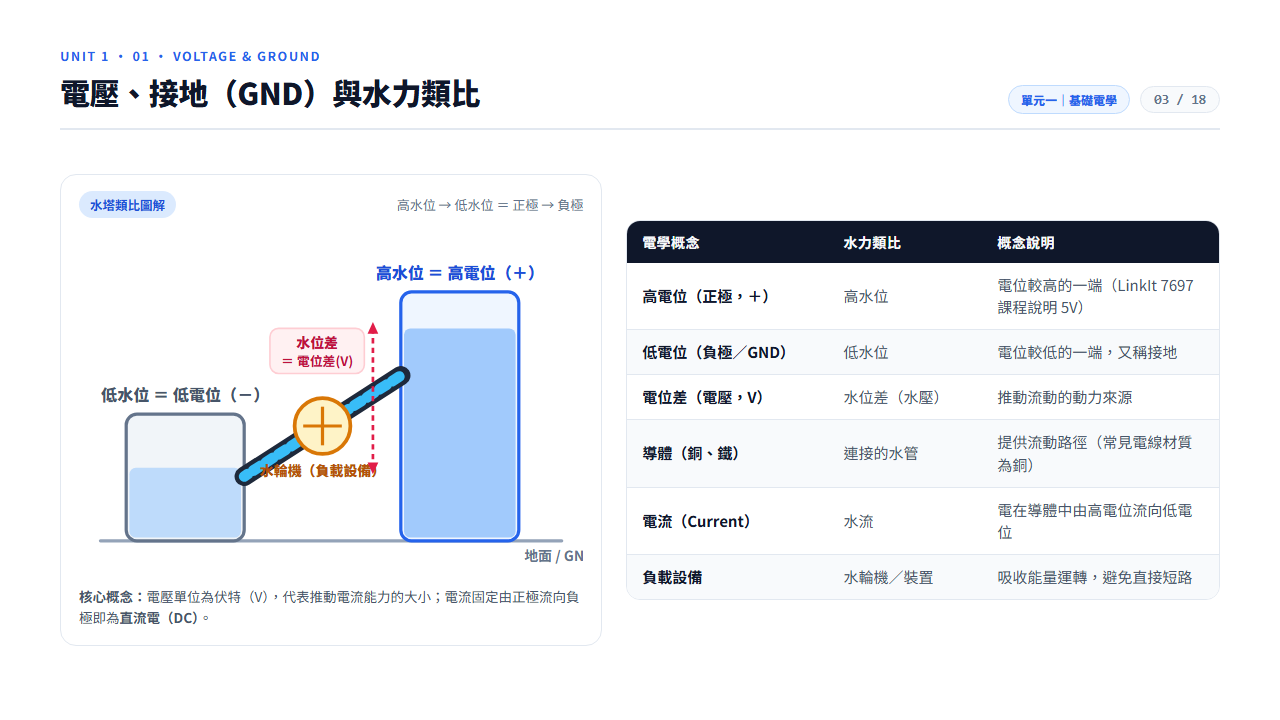 UNIT 1 • 01 • VOLTAGE & GROUND
電壓、接地（GND）與水力類比
單元一｜基礎電學
03 / 18
水塔類比圖解
高水位 → 低水位 ＝ 正極 → 負極
高水位 ＝ 高電位（＋）
水位差
＝ 電位差(V)
低水位 ＝ 低電位（－）
水輪機（負載設備）
地面 / GN
核心概念：電壓單位為伏特（V），代表推動電流能力的大小；電流固定由正極流向負
極即為直流電（DC）。
電學概念 水力類比 概念說明
高電位（正極，＋） 高水位 電位較高的一端（LinkIt 7697
課程說明 5V）
低電位（負極／GND） 低水位 電位較低的一端，又稱接地
電位差（電壓，V） 水位差（水壓） 推動流動的動力來源
導體（銅、鐵） 連接的水管 提供流動路徑（常見電線材質
為銅）
電流（Current） 水流 電在導體中由高電位流向低電
位
負載設備 水輪機／裝置 吸收能量運轉，避免直接短路